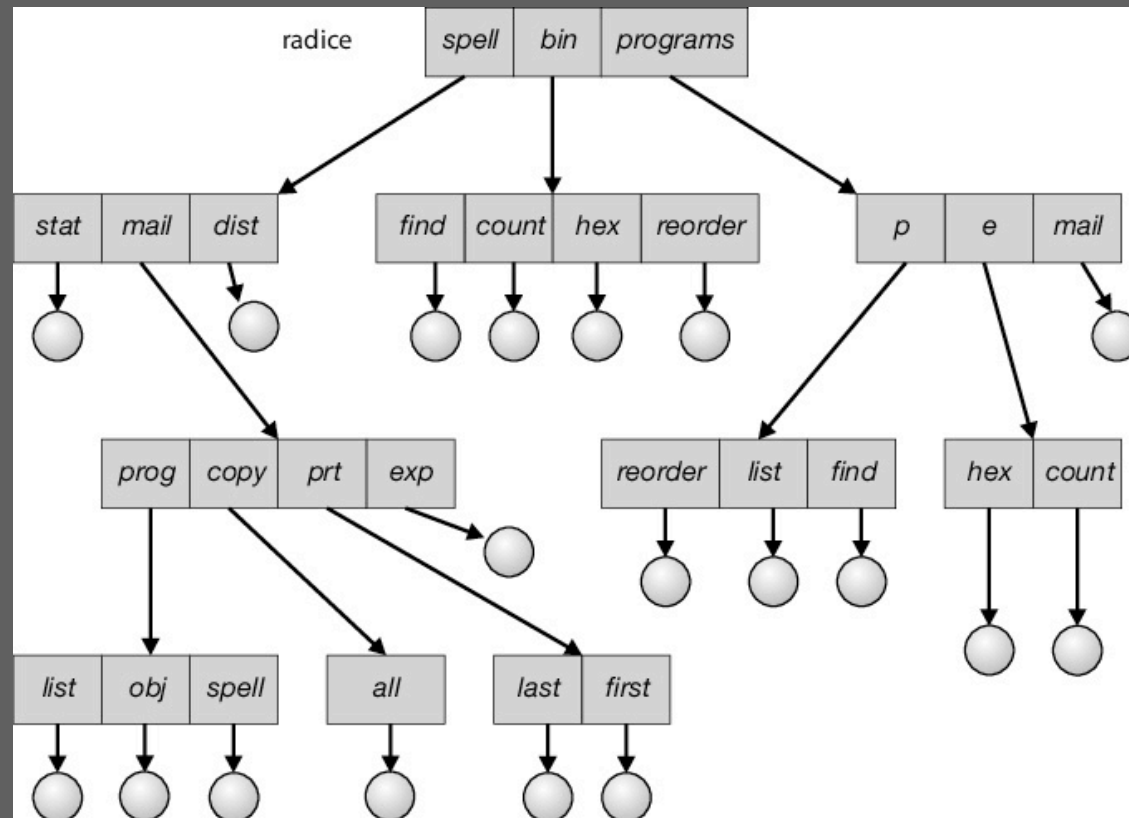 radice spell bin programs
stat mail dist find count hex reorder p e mail
prog copy prt exp reorder list find hex count
list obj spell all last first